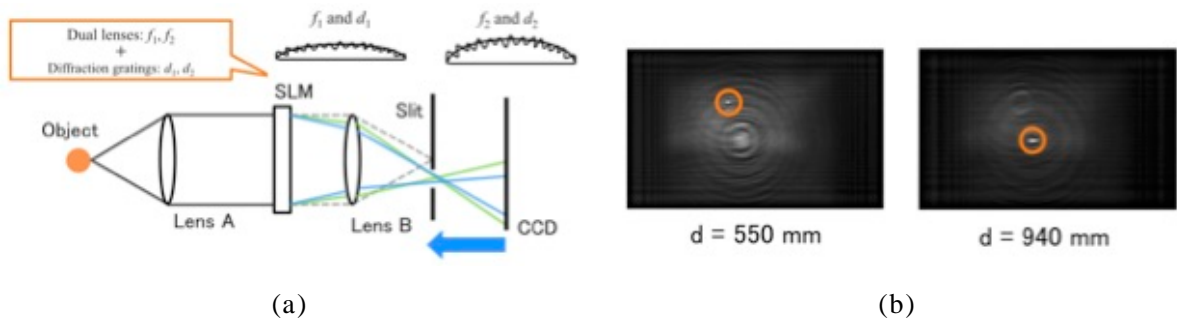 f₁ and d₁
f₂ and d₂
Dual lenses: f₁, f₂
+
Diffraction gratings: d₁, d₂
SLM
Slit
Object
Lens A
Lens B
CCD
d = 550 mm
d = 940 mm
(a)
(b)